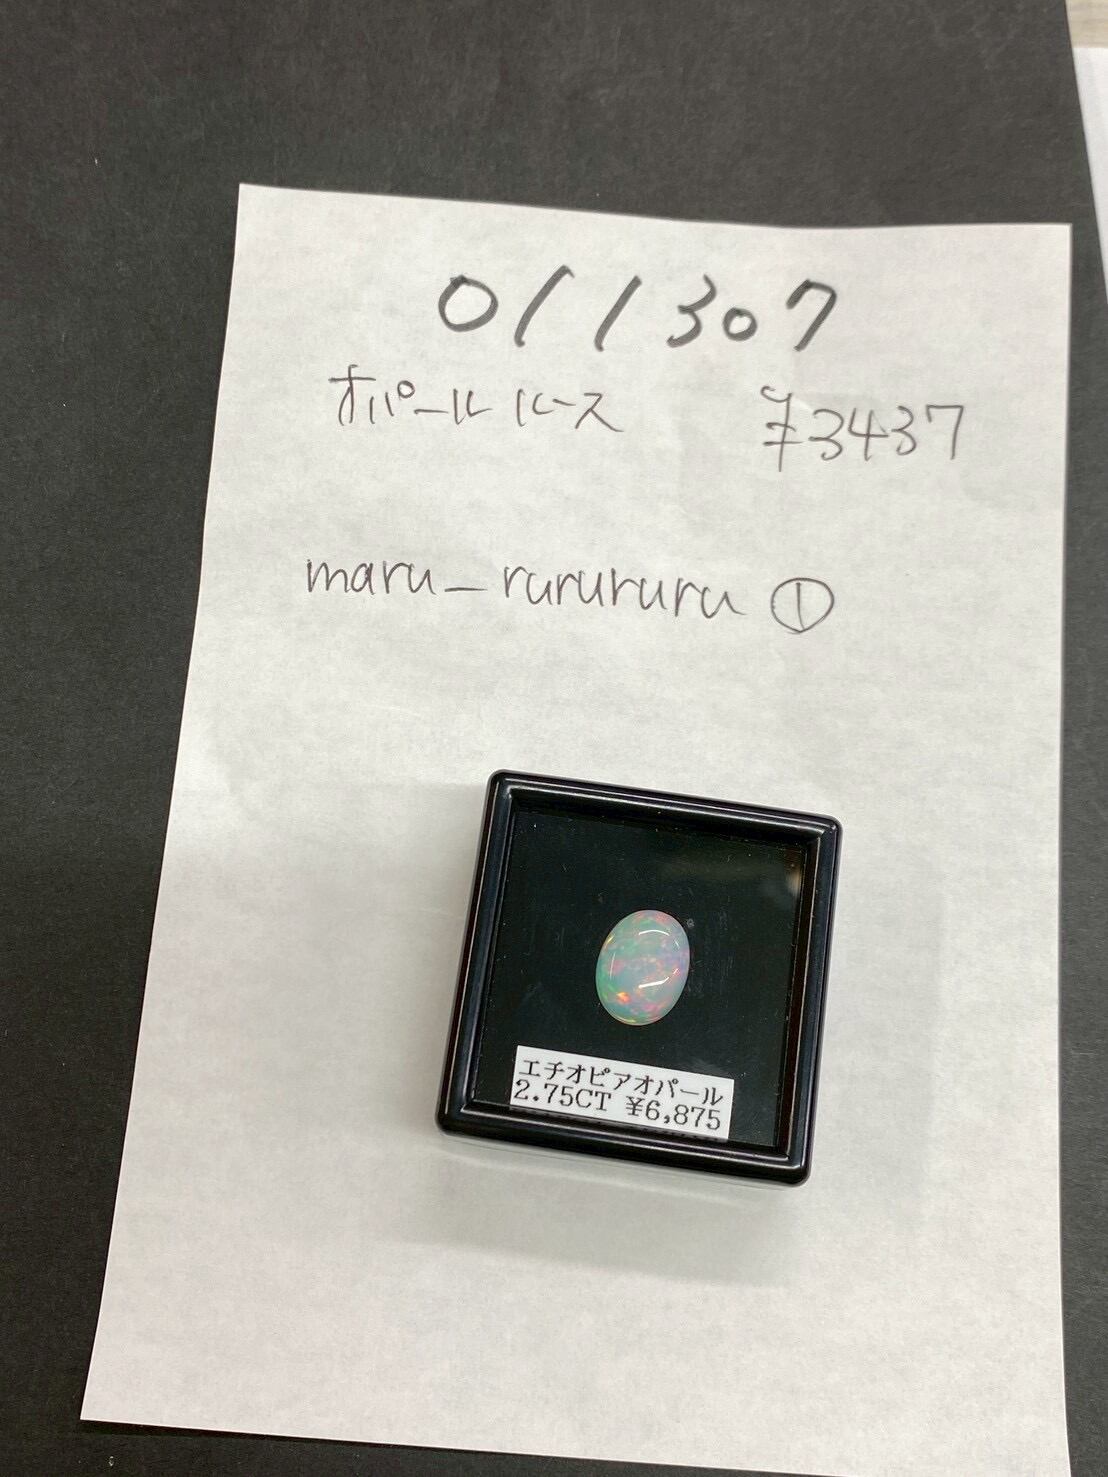 011307
オパールルース ¥3437
maru_rurururu ①
エチオピアオパール
2.75CT ¥6,875